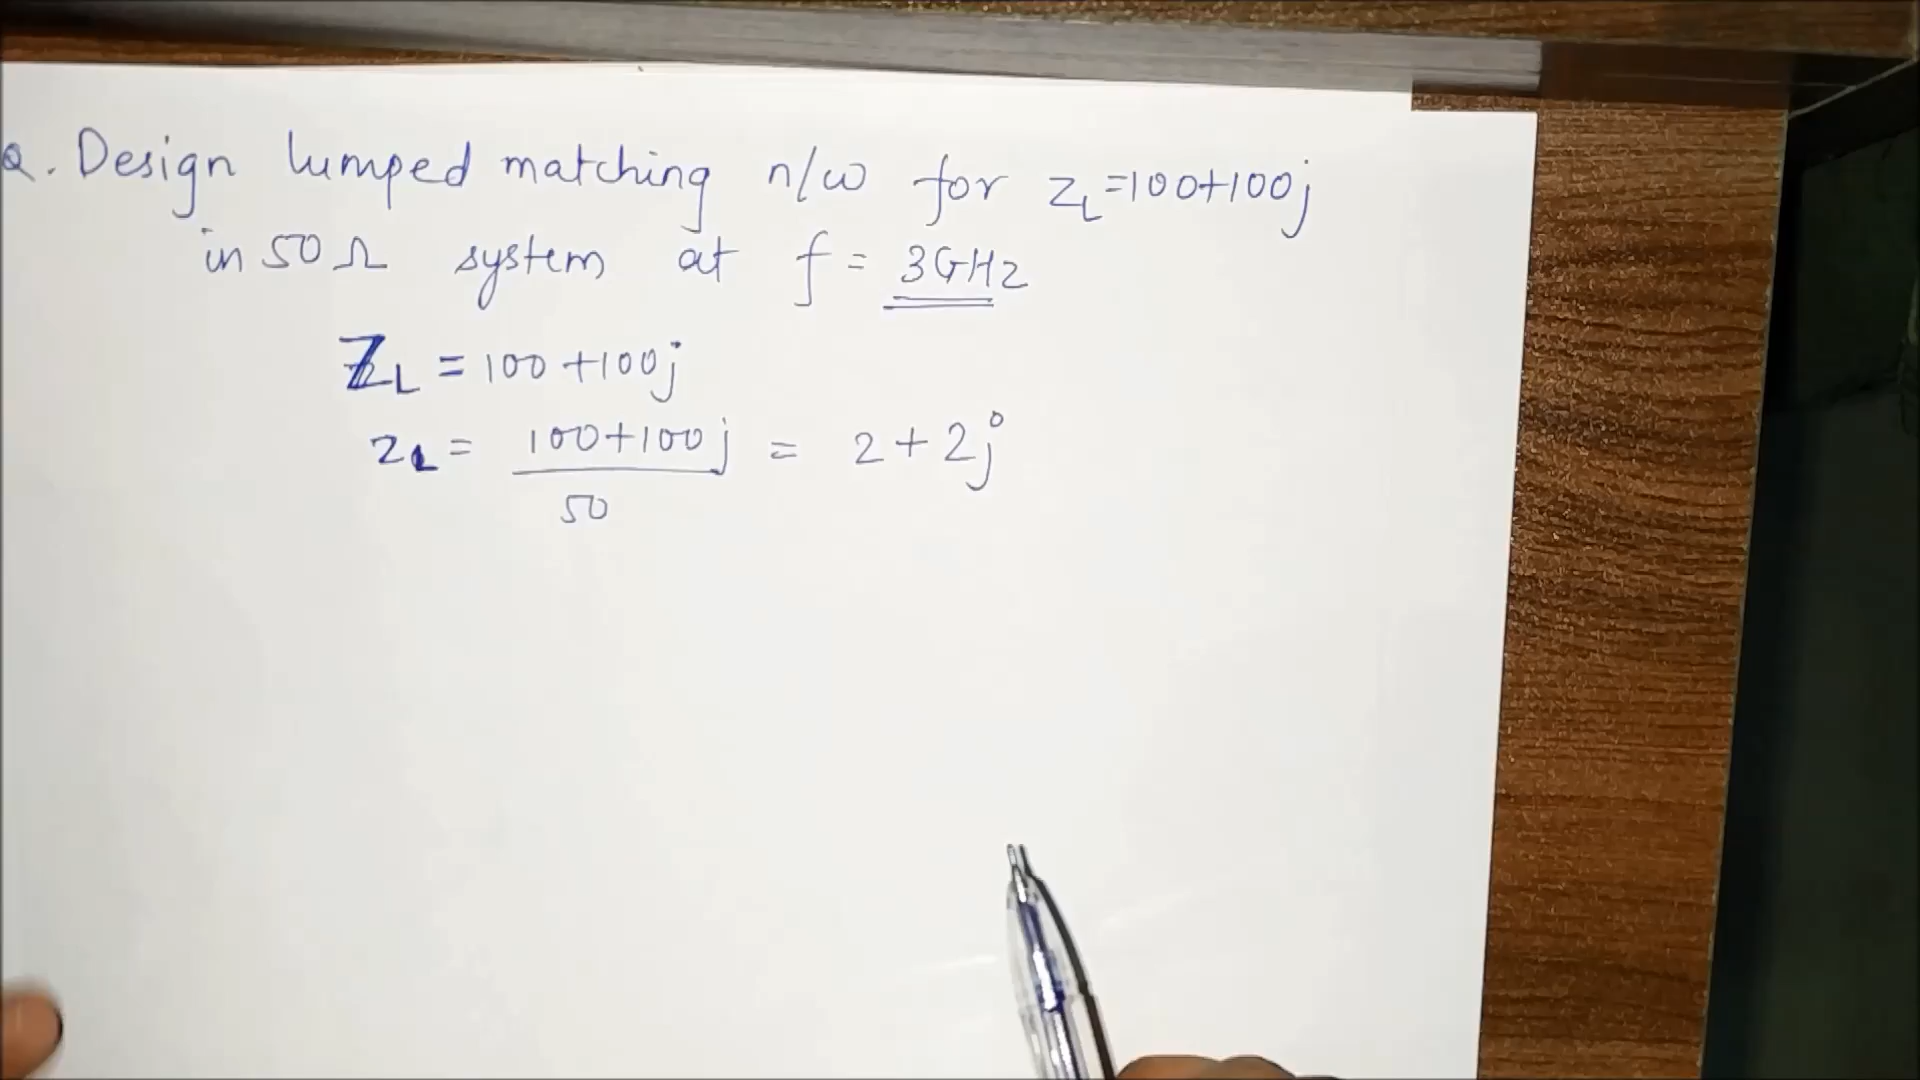 Q. Design lumped matching n/w for ZL=100+100j
in 50Ω system at f = 3GHz
ZL = 100+100j
zL = 100+100j = 2+2j
50